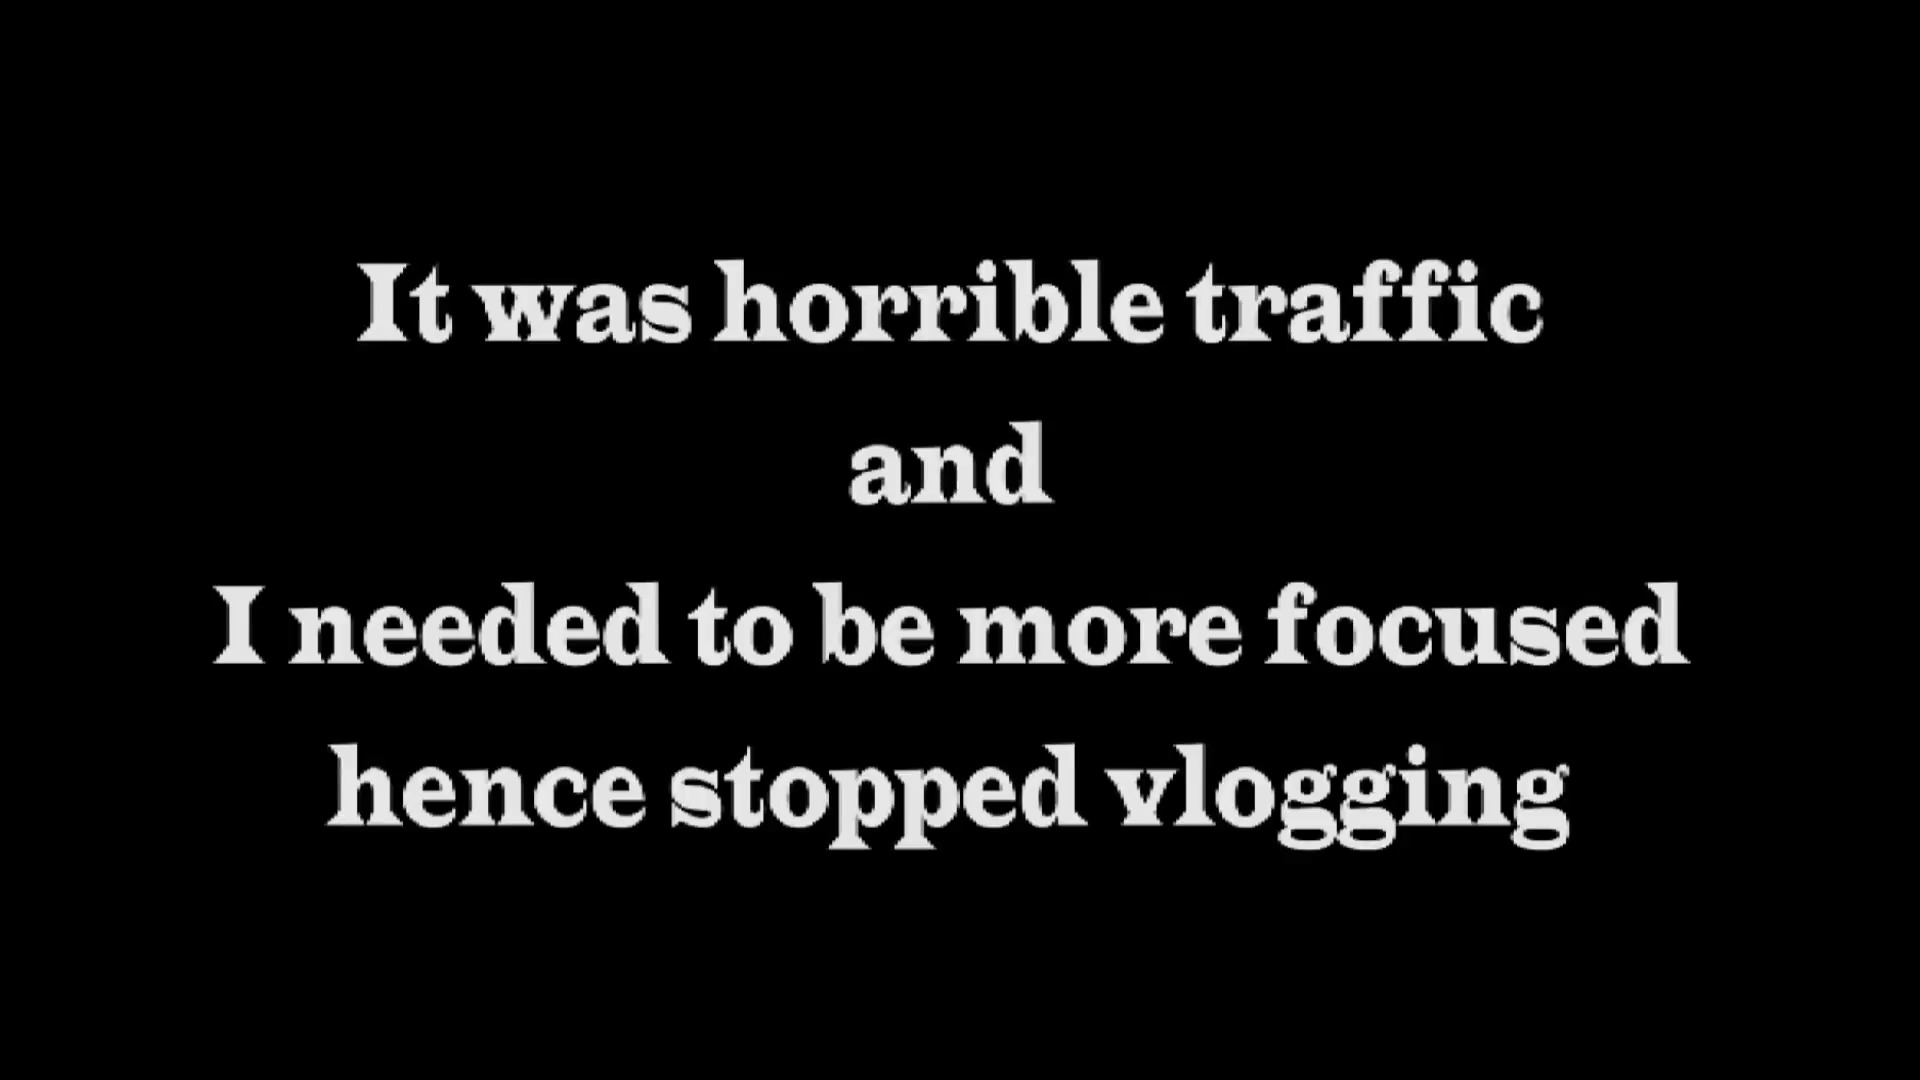 It was horrible traffic
and
I needed to be more focused
hence stopped vlogging